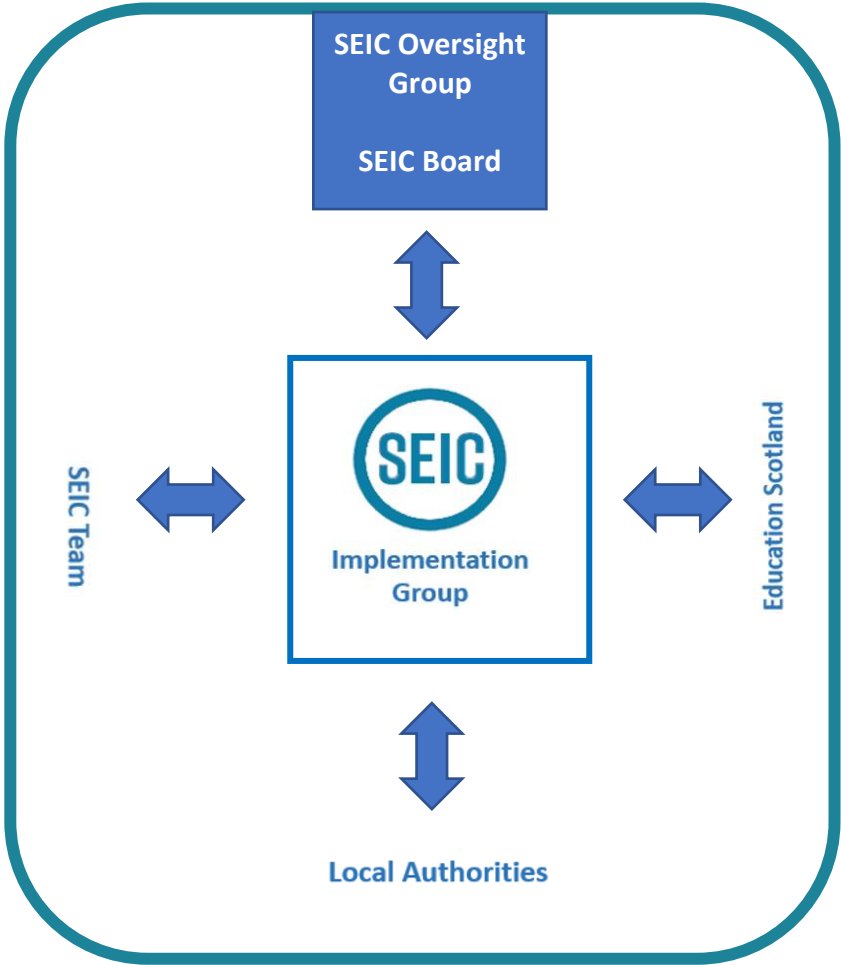 SEIC Oversight
Group
SEIC Board
SEIC
Implementation
Group
SEIC Team
Education Scotland
Local Authorities